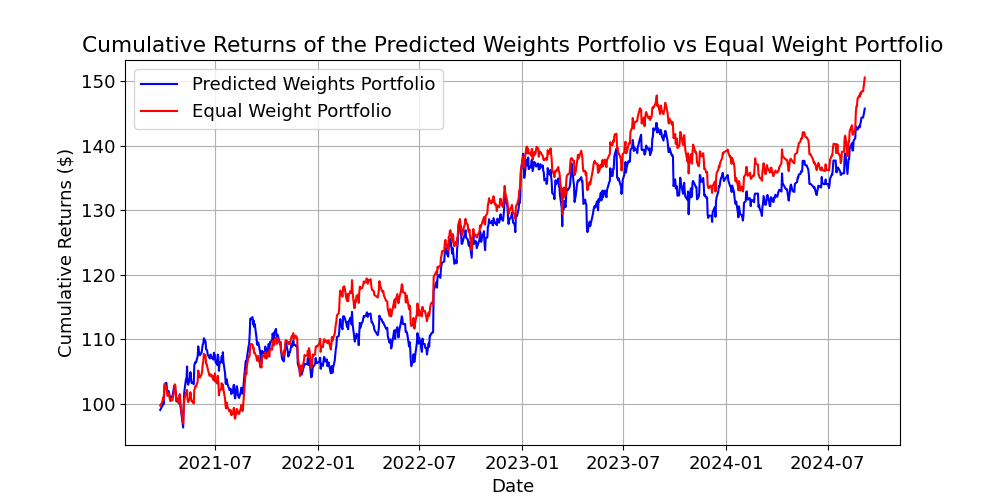 Cumulative Returns of the Predicted Weights Portfolio vs Equal Weight Portfolio
Predicted Weights Portfolio
Equal Weight Portfolio
Cumulative Returns ($)
150
140
130
120
110
100
2021-07 2022-01 2022-07 2023-01 2023-07 2024-01 2024-07
Date